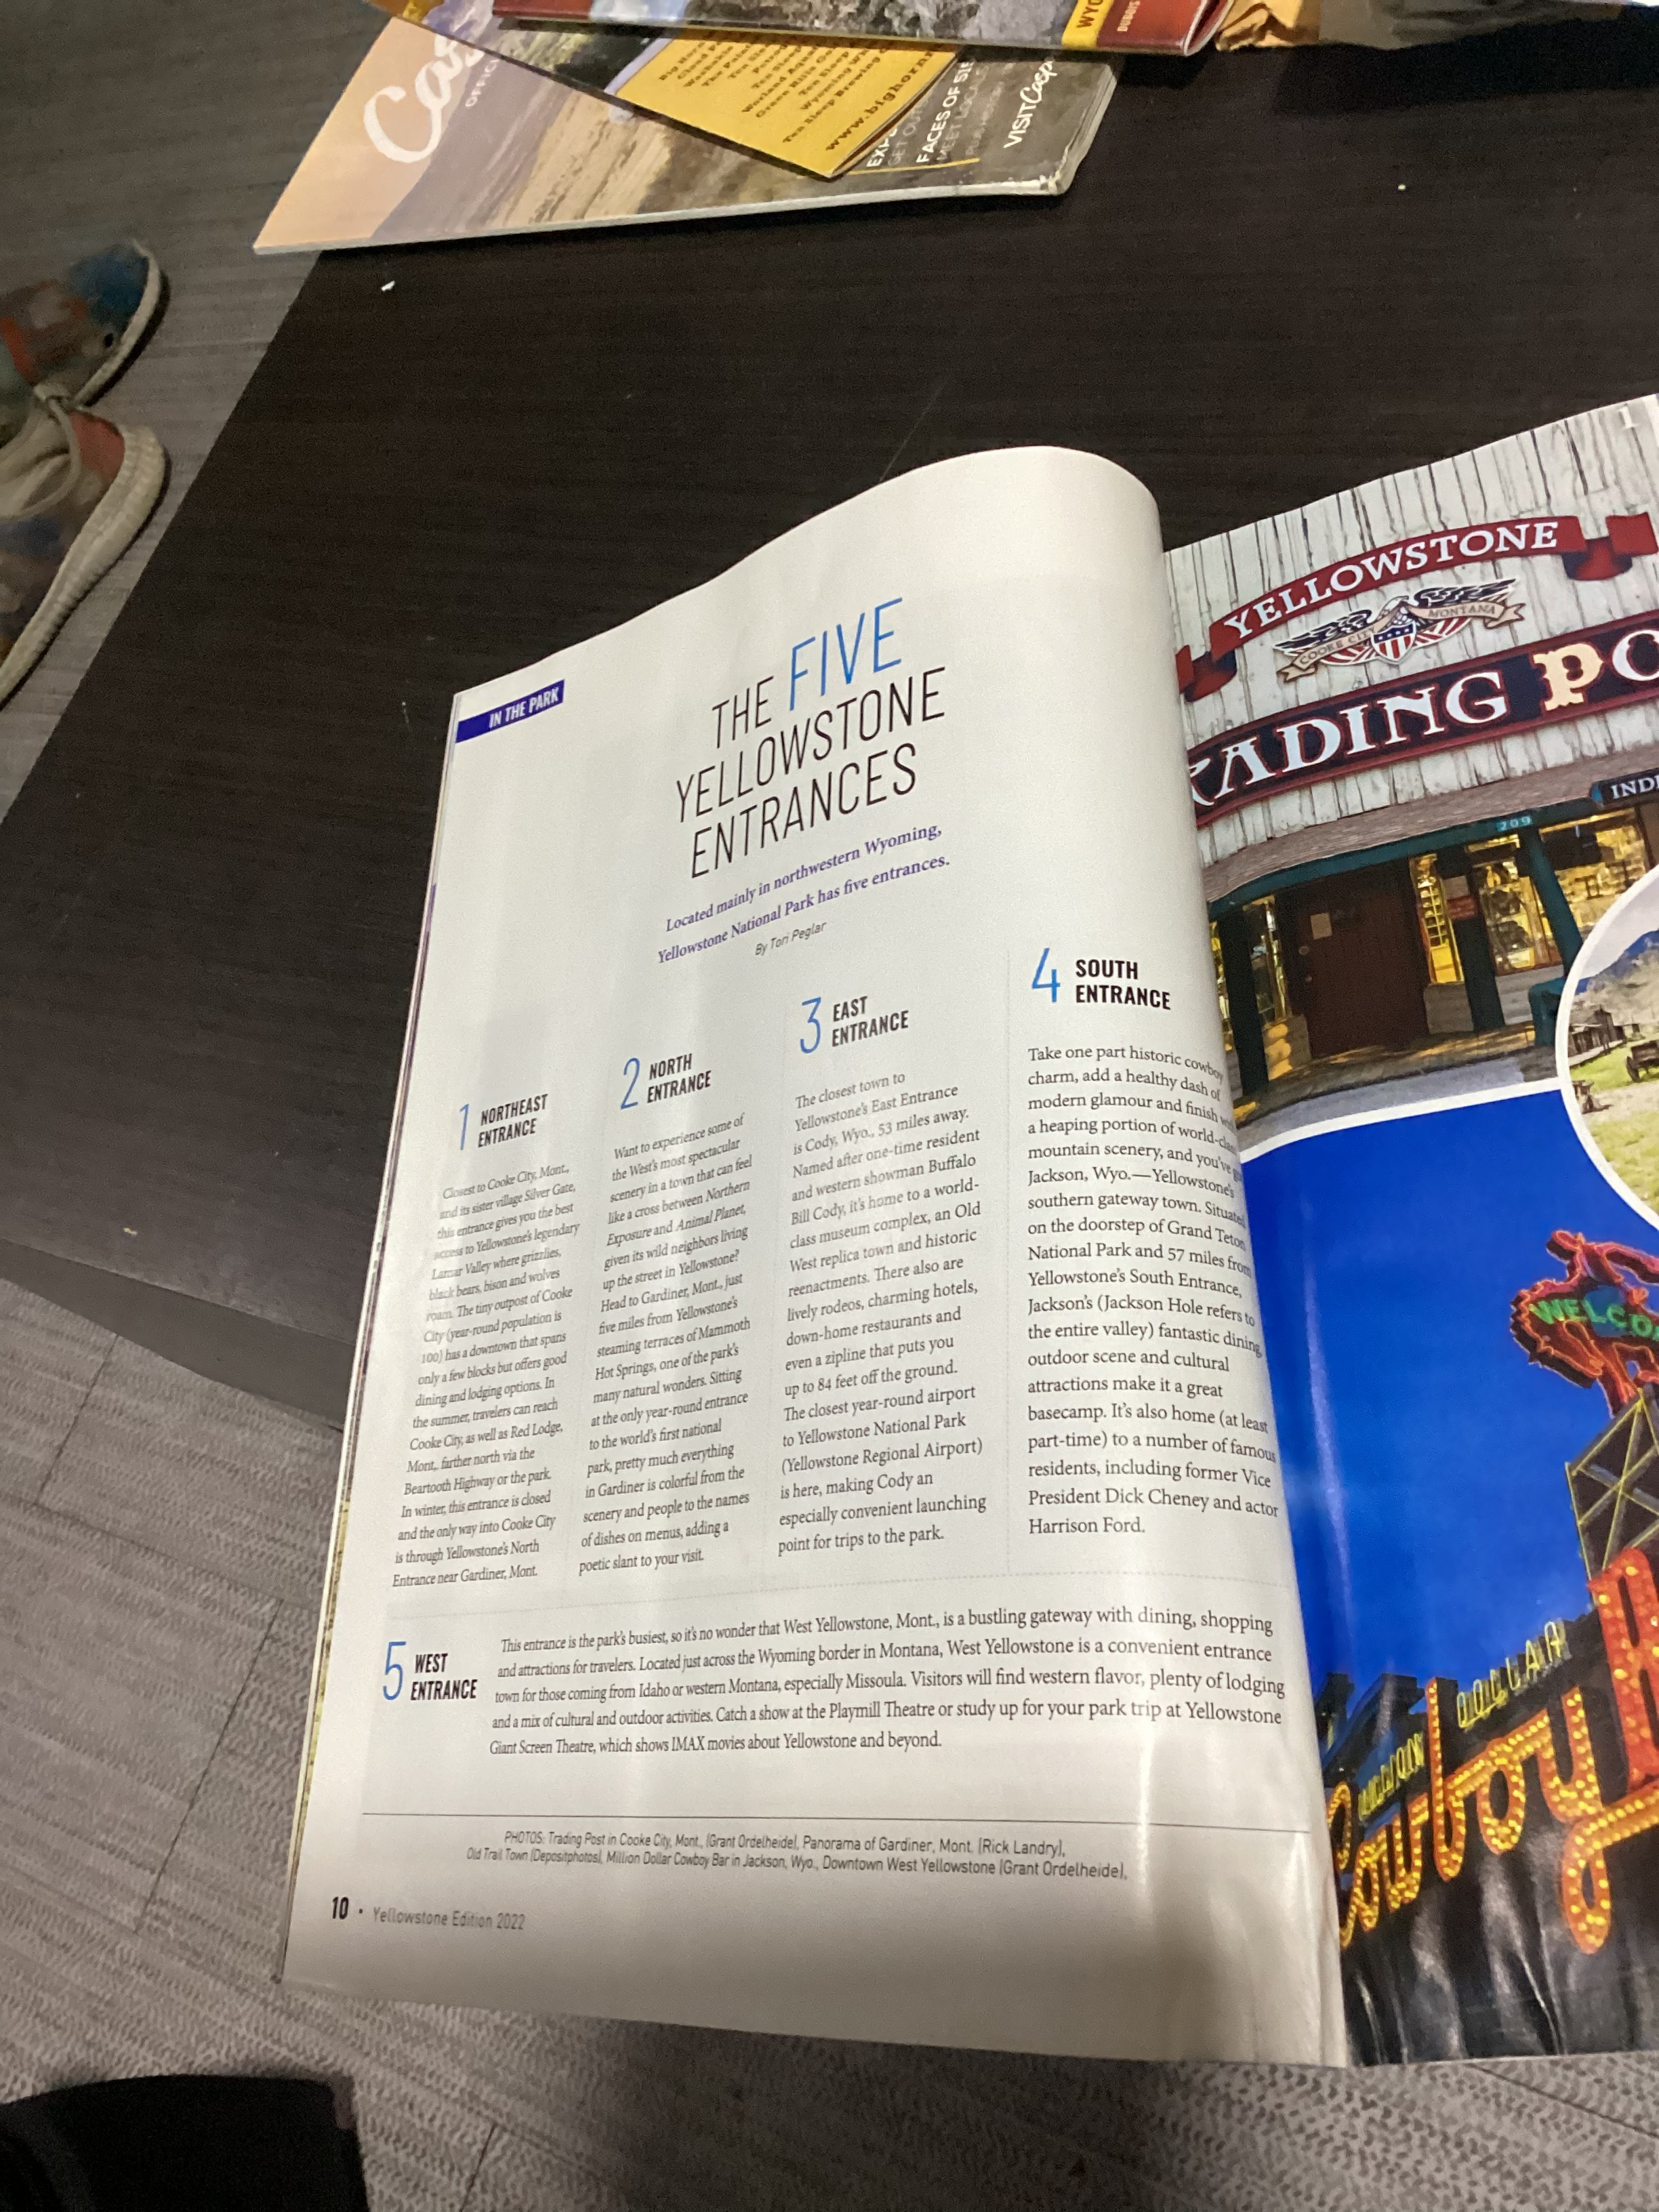 Cas
OFFIC
Ten Sleep Brewing
www.bighorn
GET OUT
FACES OF
MEET LOCAL
VISIT Casp
WYO
DUBOIS
IN THE PARK
THE FIVE
YELLOWSTONE
ENTRANCES
Located mainly in northwestern Wyoming,
Yellowstone National Park has five entrances.
By Tori Peglar
1 NORTHEAST
ENTRANCE
Closest to Cooke City, Mont.,
and its sister village Silver Gate,
this entrance gives you the best
access to Yellowstone's legendary
Lamar Valley where grizzlies,
black bears, bison and wolves
roam. The tiny outpost of Cooke
City (year-round population is
100) has a downtown that spans
only a few blocks but offers good
dining and lodging options. In
the summer, travelers can reach
Cooke City, as well as Red Lodge,
Mont., farther north via the
Beartooth Highway or the park.
In winter, this entrance is closed
and the only way into Cooke City
is through Yellowstone's North
Entrance near Gardiner, Mont.
2 NORTH
ENTRANCE
Want to experience some of
the West's most spectacular
scenery in a town that can feel
like a cross between Northern
Exposure and Animal Planet,
given its wild neighbors living
up the street in Yellowstone?
Head to Gardiner, Mont., just
five miles from Yellowstone's
steaming terraces of Mammoth
Hot Springs, one of the park's
many natural wonders. Sitting
at the only year-round entrance
to the world's first national
park, pretty much everything
in Gardiner is colorful from the
scenery and people to the names
of dishes on menus, adding a
poetic slant to your visit.
3 EAST
ENTRANCE
The closest town to
Yellowstone's East Entrance
is Cody, Wyo., 53 miles away.
Named after one-time resident
and western showman Buffalo
Bill Cody, it's home to a world-
class museum complex, an Old
West replica town and historic
reenactments. There also are
lively rodeos, charming hotels,
down-home restaurants and
even a zipline that puts you
up to 84 feet off the ground.
The closest year-round airport
to Yellowstone National Park
(Yellowstone Regional Airport)
is here, making Cody an
especially convenient launching
point for trips to the park.
4 SOUTH
ENTRANCE
Take one part historic cowboy
charm, add a healthy dash of
modern glamour and finish
a heaping portion of world-
mountain scenery, and you've
Jackson, Wyo.—Yellowstone's
southern gateway town. Situated
on the doorstep of Grand Teton
National Park and 57 miles from
Yellowstone's South Entrance,
Jackson's (Jackson Hole refers to
the entire valley) fantastic dining,
outdoor scene and cultural
attractions make it a great
basecamp. It's also home (at least
part-time) to a number of famous
residents, including former Vice
President Dick Cheney and actor
Harrison Ford.
5 WEST
ENTRANCE
This entrance is the park's busiest, so it's no wonder that West Yellowstone, Mont., is a bustling gateway with dining, shopping
and attractions for travelers. Located just across the Wyoming border in Montana, West Yellowstone is a convenient entrance
town for those coming from Idaho or western Montana, especially Missoula. Visitors will find western flavor, plenty of lodging
and a mix of cultural and outdoor activities. Catch a show at the Playmill Theatre or study up for your park trip at Yellowstone
Giant Screen Theatre, which shows IMAX movies about Yellowstone and beyond.
PHOTOS: Trading Post in Cooke City, Mont., (Grant Ordelheide), Panorama of Gardiner, Mont. (Rick Landry),
Old Trail Town (Depositphotos), Million Dollar Cowboy Bar in Jackson, Wyo., Downtown West Yellowstone (Grant Ordelheide),
10 • Yellowstone Edition 2022
1
YELLOWSTONE
COOKE CITY MONTANA
RADING PO
INDI
209
WELCO
MILLION DOLLAR
Cowboy